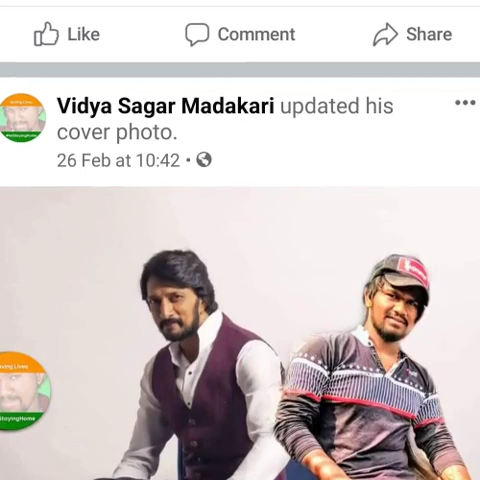 Like Comment Share
Vidya Sagar Madakari updated his
cover photo.
26 Feb at 10:42 •